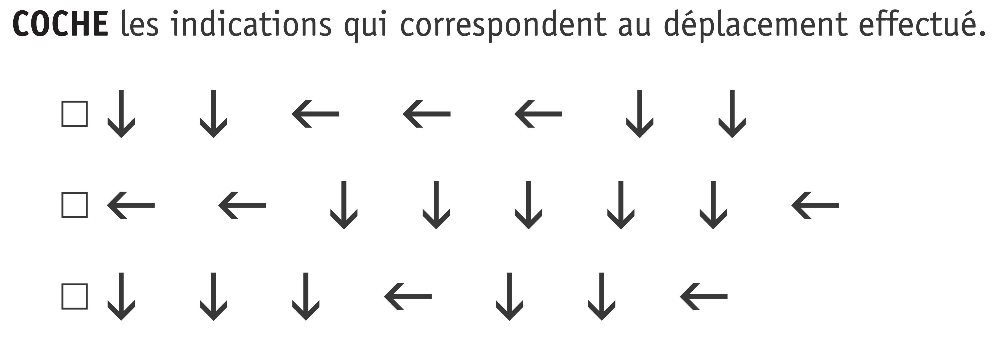 COCHE les indications qui correspondent au déplacement effectué.
□ ↓ ↓ ← ← ← ↓ ↓
□ ← ← ↓ ↓ ↓ ↓ ↓ ←
□ ↓ ↓ ↓ ← ↓ ↓ ←